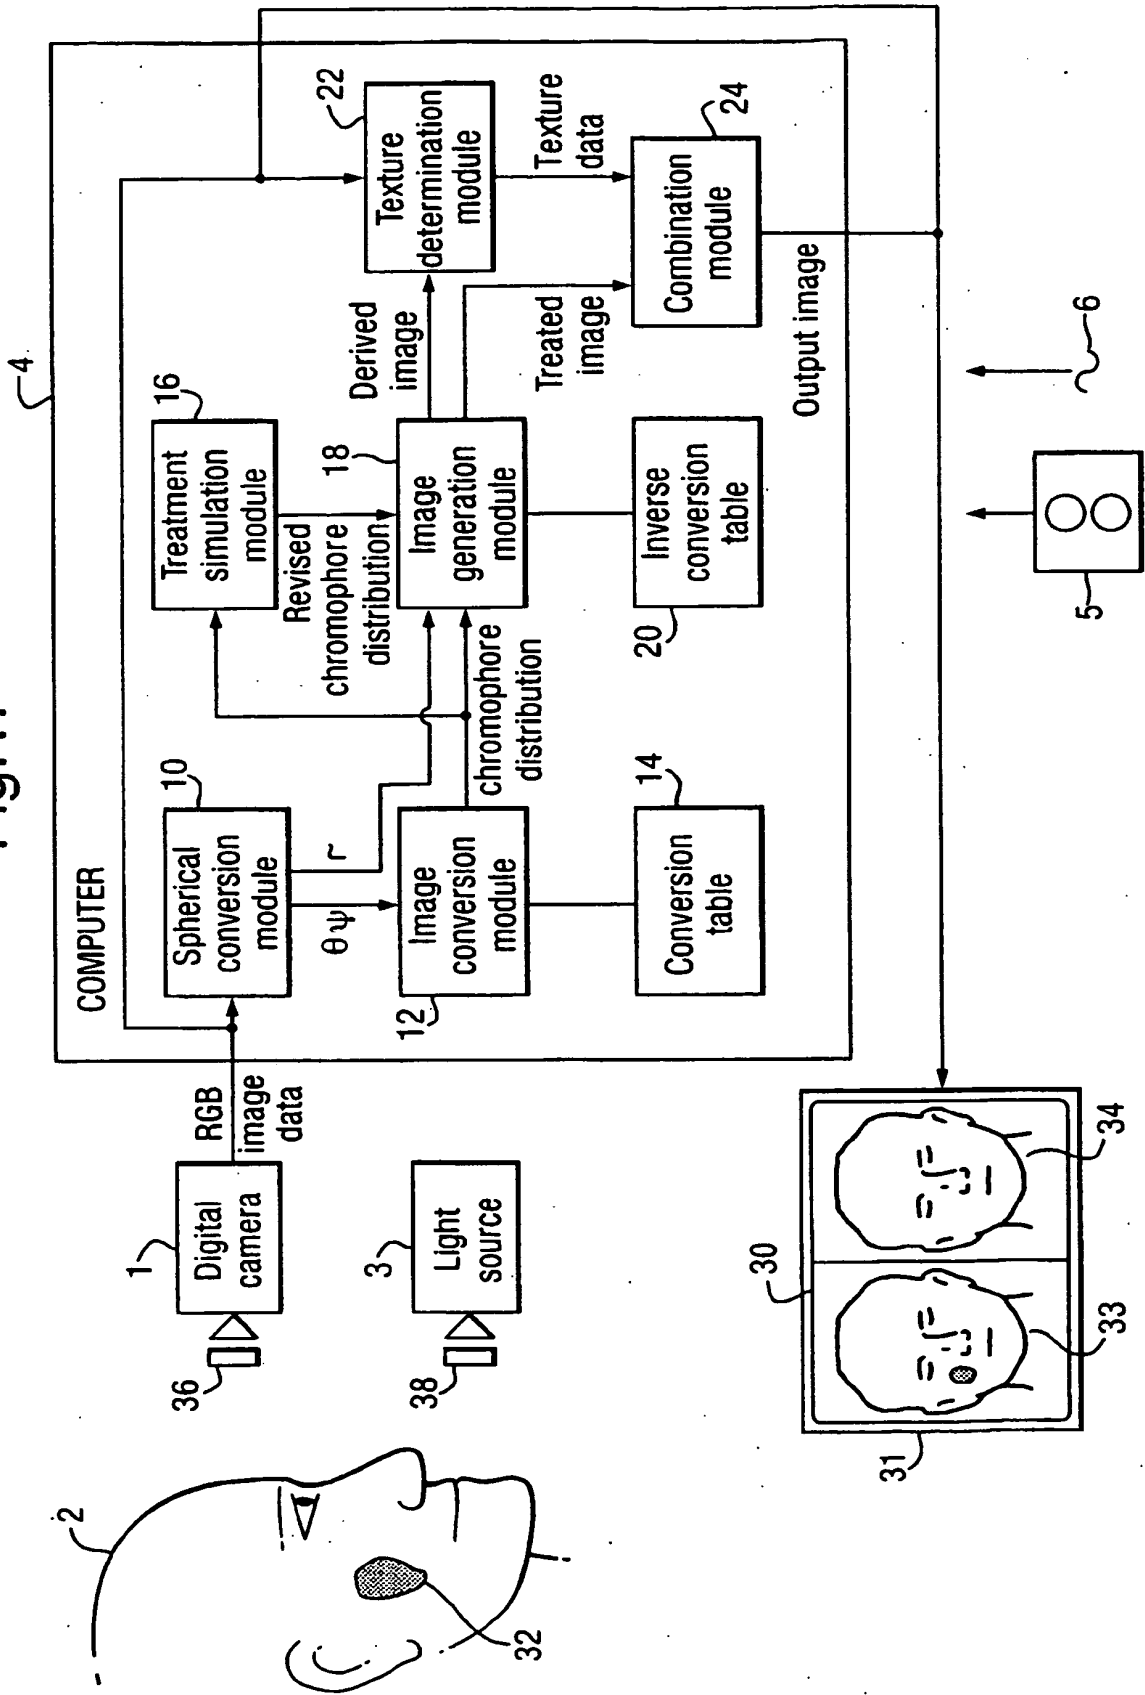 COMPUTER
4
1
Digital
camera
RGB
image data
36
2
32
3
Light
source
38
10
Spherical
conversion
module
θψ
r
12
Image
conversion
module
14
Conversion
table
chromophore
distribution
16
Treatment
simulation
module
Revised
chromophore
distribution
18
Image
generation
module
20
Inverse
conversion
table
Derived
image
Treated
image
22
Texture
determination
module
Texture
data
24
Combination
module
Output image
5
6
30
31
33
34